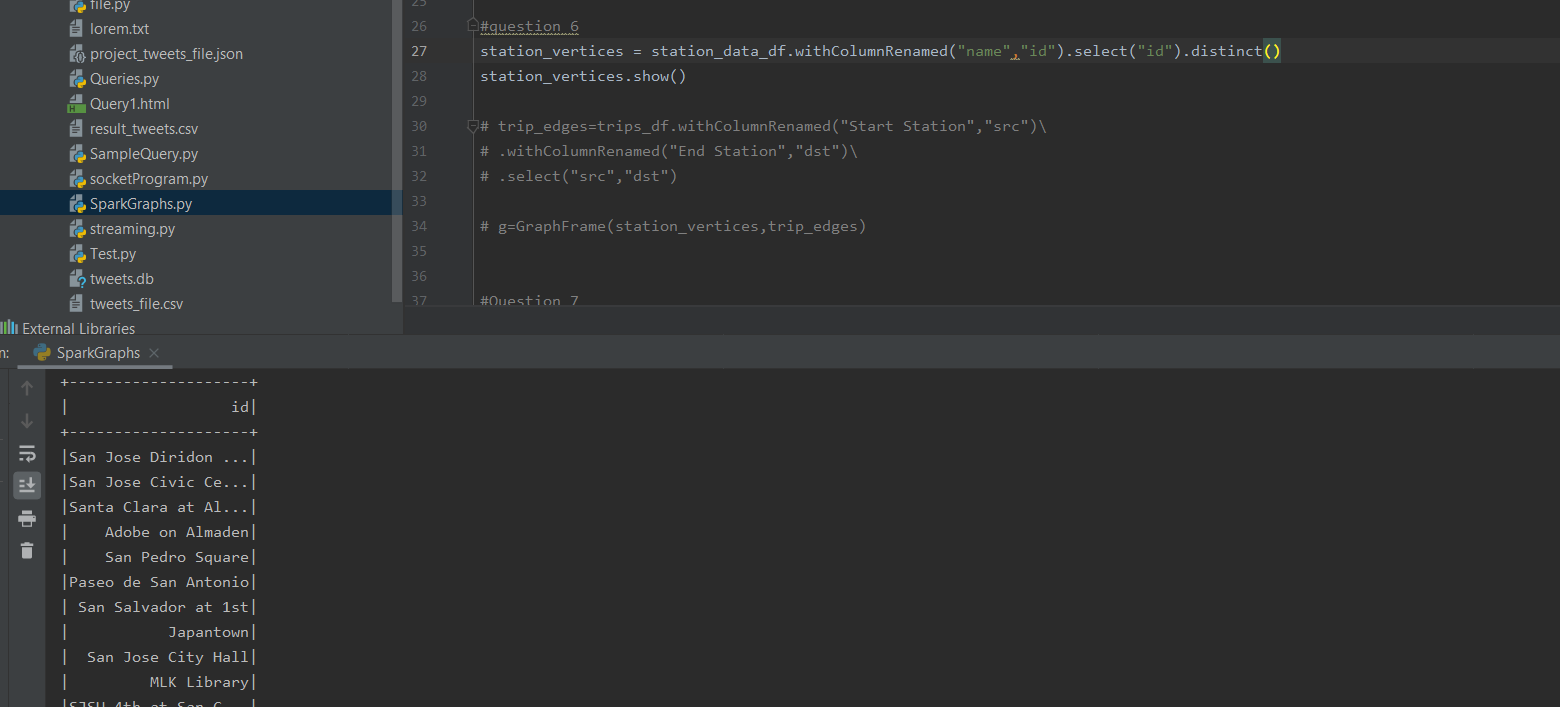 file.py
lorem.txt
project_tweets_file.json
Queries.py
Query1.html
result_tweets.csv
SampleQuery.py
socketProgram.py
SparkGraphs.py
streaming.py
Test.py
tweets.db
tweets_file.csv
External Libraries
25
26 #question 6
27 station_vertices = station_data_df.withColumnRenamed("name","id").select("id").distinct()
28 station_vertices.show()
29
30 # trip_edges=trips_df.withColumnRenamed("Start Station","src")\
31 # .withColumnRenamed("End Station","dst")\
32 # .select("src","dst")
33
34 # g=GraphFrame(station_vertices,trip_edges)
35
36
37 #Question 7
n: SparkGraphs
+--------------------+
|                  id|
+--------------------+
|San Jose Diridon ...|
|San Jose Civic Ce...|
|Santa Clara at Al...|
|    Adobe on Almaden|
|    San Pedro Square|
|Paseo de San Antonio|
| San Salvador at 1st|
|           Japantown|
|  San Jose City Hall|
|         MLK Library|
|SJSU 4th at San C...|